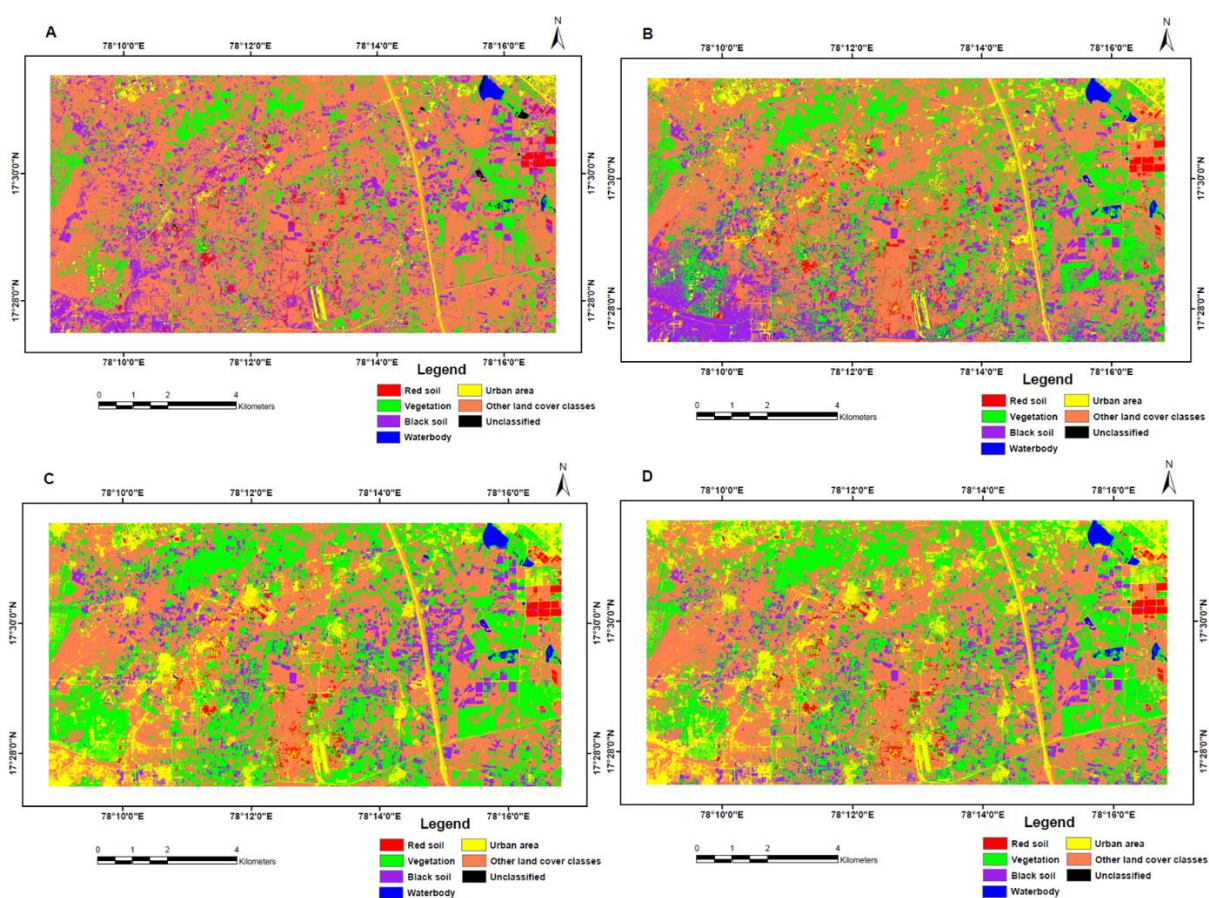 A
N
78°10'0"E 78°12'0"E 78°14'0"E 78°16'0"E
17°30'0"N 17°30'0"N
17°28'0"N 17°28'0"N
78°10'0"E 78°12'0"E 78°14'0"E 78°16'0"E
0 1 2 4
Kilometers
Legend
Red soil Urban area
Vegetation Other land cover classes
Black soil Unclassified
Waterbody
B
N
78°10'0"E 78°12'0"E 78°14'0"E 78°16'0"E
17°30'0"N 17°30'0"N
17°28'0"N 17°28'0"N
78°10'0"E 78°12'0"E 78°14'0"E 78°16'0"E
0 1 2 4
Kilometers
Legend
Red soil Urban area
Vegetation Other land cover classes
Black soil Unclassified
Waterbody
C
N
78°10'0"E 78°12'0"E 78°14'0"E 78°16'0"E
17°30'0"N 17°30'0"N
17°28'0"N 17°28'0"N
78°10'0"E 78°12'0"E 78°14'0"E 78°16'0"E
0 1 2 4
Kilometers
Legend
Red soil Urban area
Vegetation Other land cover classes
Black soil Unclassified
Waterbody
D
N
78°10'0"E 78°12'0"E 78°14'0"E 78°16'0"E
17°30'0"N 17°30'0"N
17°28'0"N 17°28'0"N
78°10'0"E 78°12'0"E 78°14'0"E 78°16'0"E
0 1 2 4
Kilometers
Legend
Red soil Urban area
Vegetation Other land cover classes
Black soil Unclassified
Waterbody